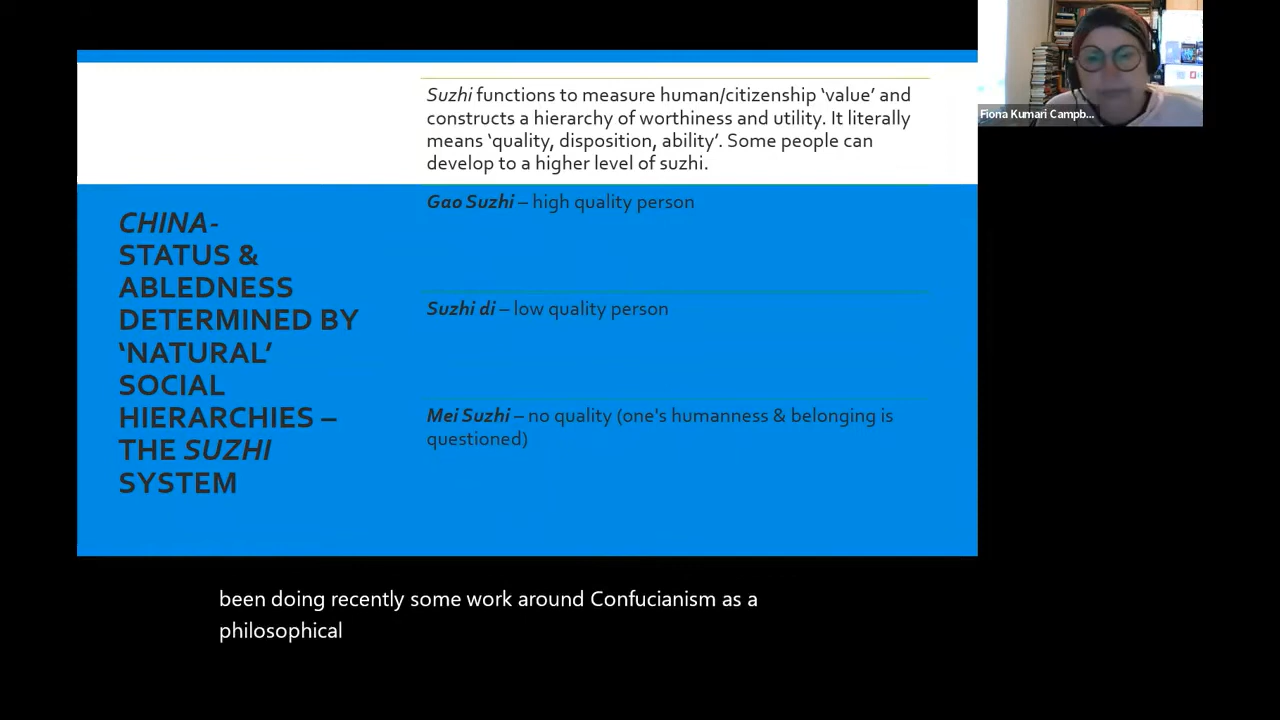 Suzhi functions to measure human/citizenship ‘value’ and
constructs a hierarchy of worthiness and utility. It literally
means ‘quality, disposition, ability’. Some people can
develop to a higher level of suzhi.
CHINA-
STATUS &
ABLEDNESS
DETERMINED BY
‘NATURAL’
SOCIAL
HIERARCHIES –
THE SUZHI
SYSTEM
Gao Suzhi – high quality person
Suzhi di – low quality person
Mei Suzhi – no quality (one's humanness & belonging is
questioned)
Fiona Kumari Campb...
been doing recently some work around Confucianism as a
philosophical